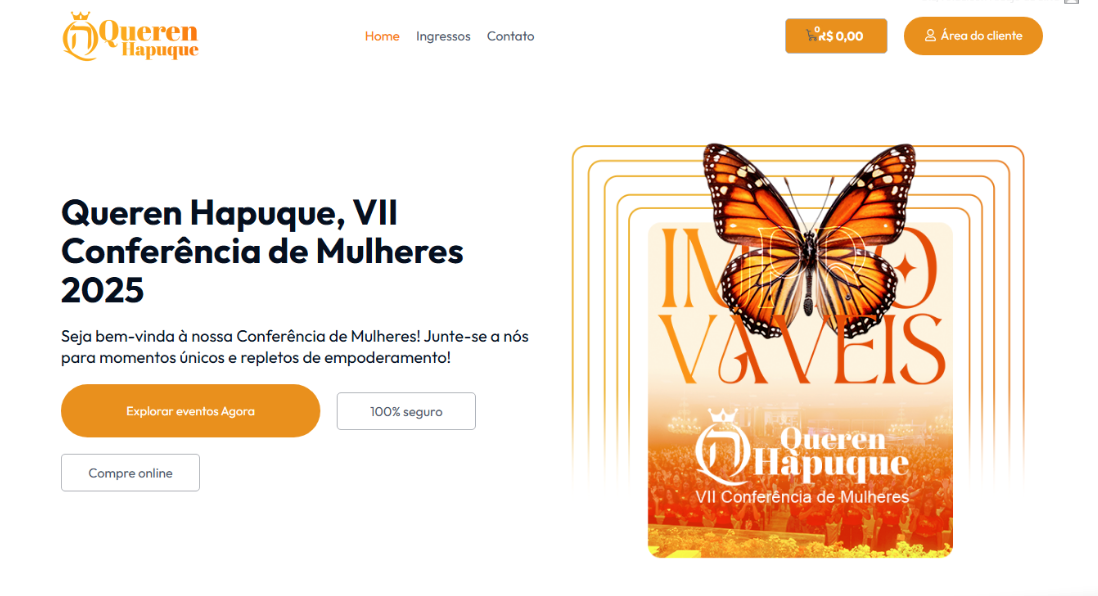 Queren
Hapuque
Home
Ingressos
Contato
0
R$ 0,00
Área do cliente
Queren Hapuque, VII
Conferência de Mulheres
2025
Seja bem-vinda à nossa Conferência de Mulheres! Junte-se a nós
para momentos únicos e repletos de empoderamento!
Explorar eventos Agora
100% seguro
Compre online
VÁVEIS
Queren
Hapuque
VII Conferência de Mulheres